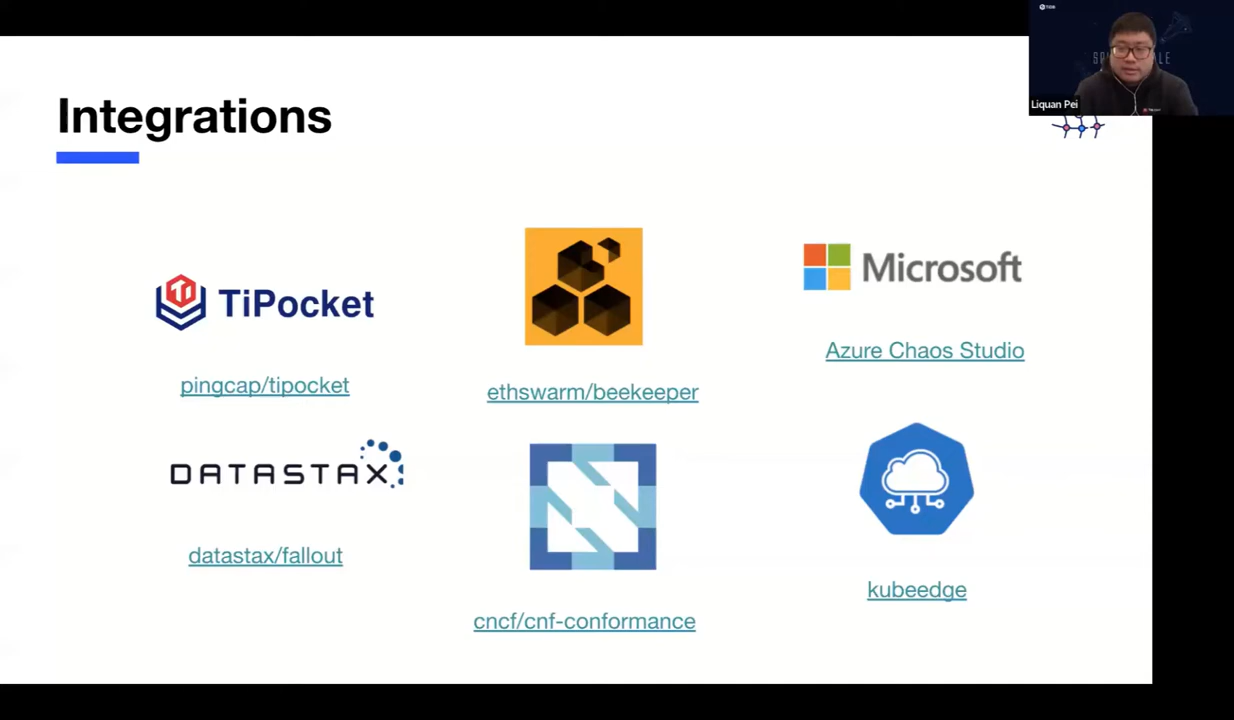 Integrations
Liquan Pei
TiPocket
pingcap/tipocket
ethswarm/beekeeper
Microsoft
Azure Chaos Studio
DATASTAX
datastax/fallout
cncf/cnf-conformance
kubeedge